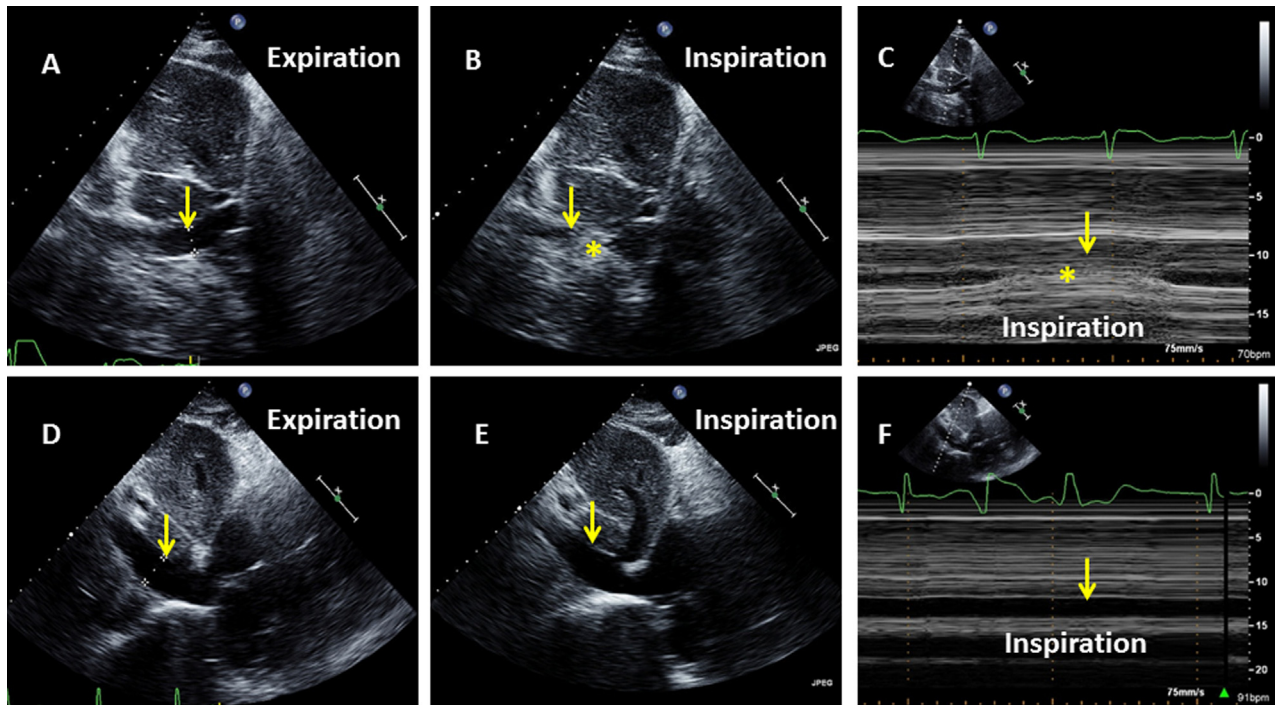 A
Expiration
P
JPEG
B
Inspiration
P
C
P
0
5
10
*
15
Inspiration
75mm/s
70bpm
D
Expiration
P
E
Inspiration
P
JPEG
F
P
0
5
10
15
Inspiration
20
75mm/s
91bpm